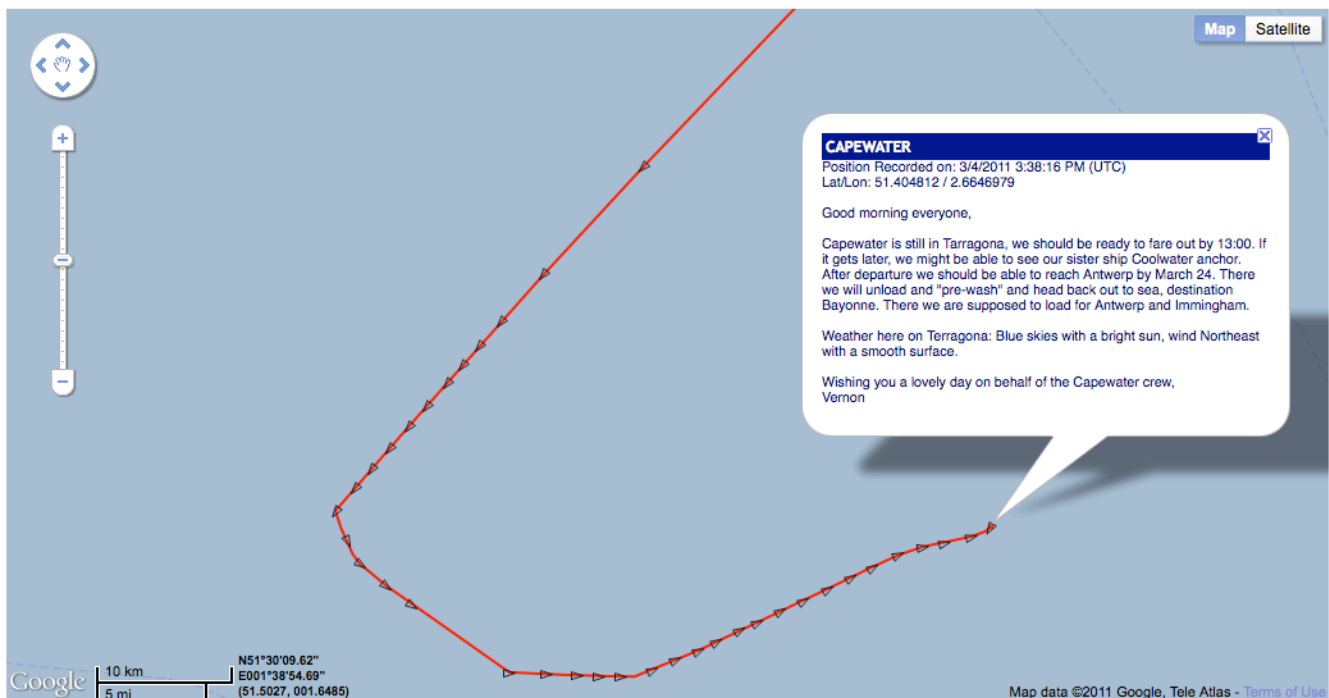 Map Satellite
CAPEWATER
Position Recorded on: 3/4/2011 3:38:16 PM (UTC)
Lat/Lon: 51.404812 / 2.6646979
Good morning everyone,
Capewater is still in Tarragona, we should be ready to fare out by 13:00. If
it gets later, we might be able to see our sister ship Coolwater anchor.
After departure we should be able to reach Antwerp by March 24. There
we will unload and "pre-wash" and head back out to sea, destination
Bayonne. There we are supposed to load for Antwerp and Immingham.
Weather here on Terragona: Blue skies with a bright sun, wind Northeast
with a smooth surface.
Wishing you a lovely day on behalf of the Capewater crew,
Vernon
Google
10 km
5 mi
N51°30'09.62"
E001°38'54.69"
(51.5027, 001.6485)
Map data ©2011 Google, Tele Atlas - Terms of Use